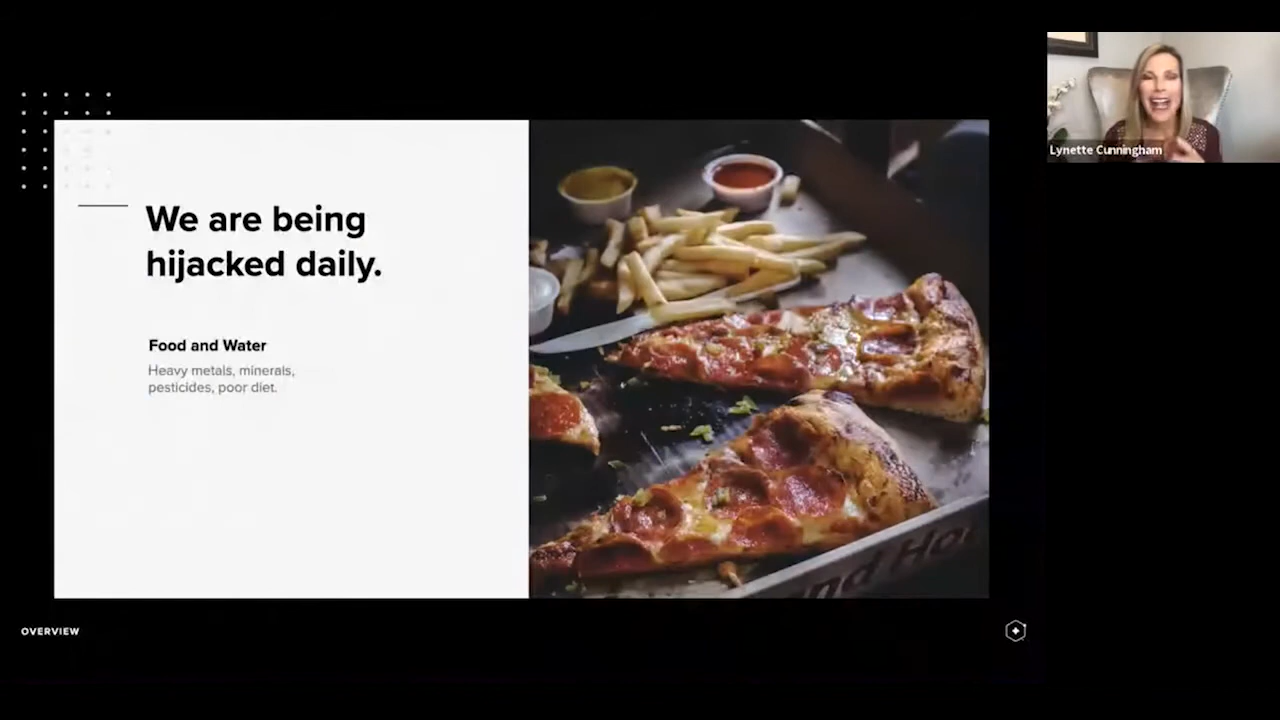 We are being
hijacked daily.
Food and Water
Heavy metals, minerals,
pesticides, poor diet.
OVERVIEW
Lynette Cunningham